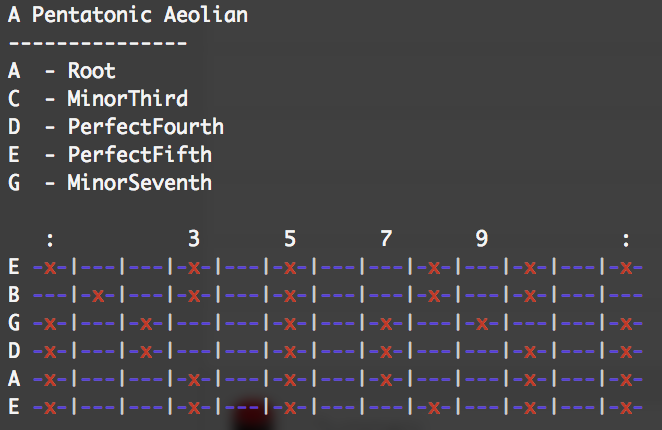 A Pentatonic Aeolian
---------------
A  - Root
C  - MinorThird
D  - PerfectFourth
E  - PerfectFifth
G  - MinorSeventh
   :           3       5       7       9           :
E -x-|---|---|-x-|---|-x-|---|---|-x-|---|-x-|---|-x-
B ---|-x-|---|-x-|---|-x-|---|---|-x-|---|-x-|---|---
G -x-|---|-x-|---|---|-x-|---|-x-|---|-x-|---|---|-x-
D -x-|---|-x-|---|---|-x-|---|-x-|---|---|-x-|---|-x-
A -x-|---|---|-x-|---|-x-|---|-x-|---|---|-x-|---|-x-
E -x-|---|---|-x-|---|-x-|---|---|-x-|---|-x-|---|-x-